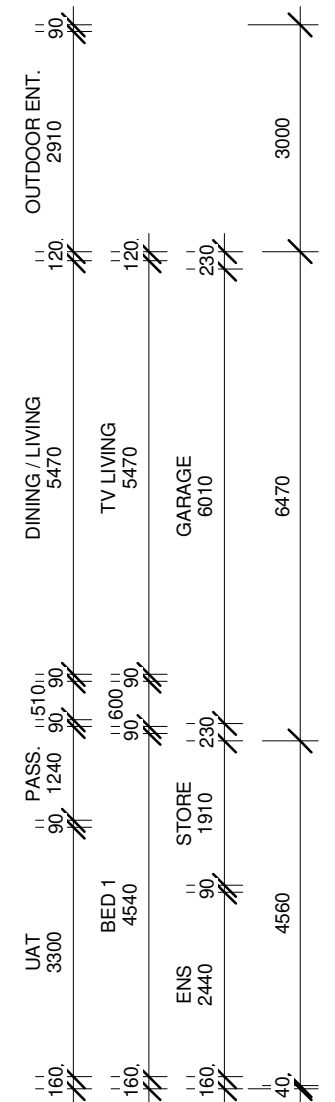 UAT PASS. DINING / LIVING OUTDOOR ENT.
160 3300 90 1240 90 510 90 5470 120 2910 90
BED 1 TV LIVING
160 4540 90 600 90 5470 120
ENS STORE GARAGE
160 2440 90 1910 230 6010 230
40 4560 6470 3000